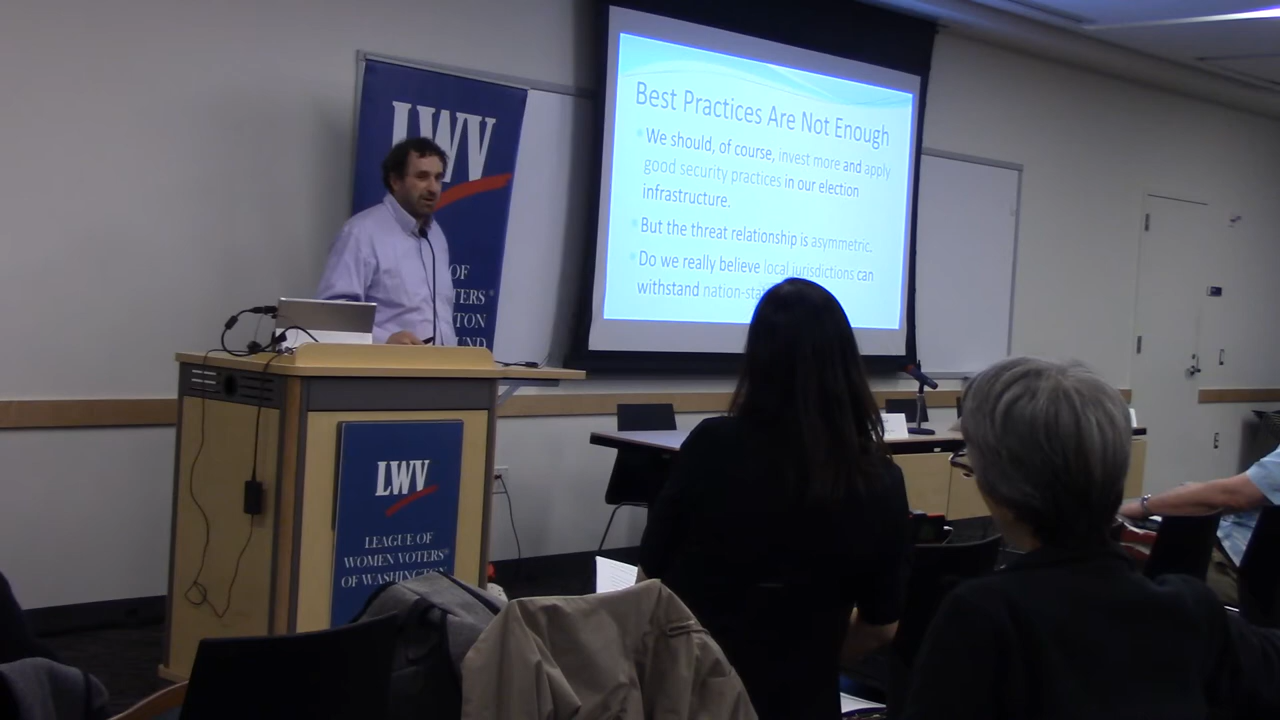 LWV
OF
TERS®
TON
UND
Best Practices Are Not Enough
We should, of course, invest more and apply
good security practices in our election
infrastructure.
But the threat relationship is asymmetric.
Do we really believe local jurisdictions can
withstand nation-sta
LWV
LEAGUE OF
WOMEN VOTERS®
OF WASHINGTON